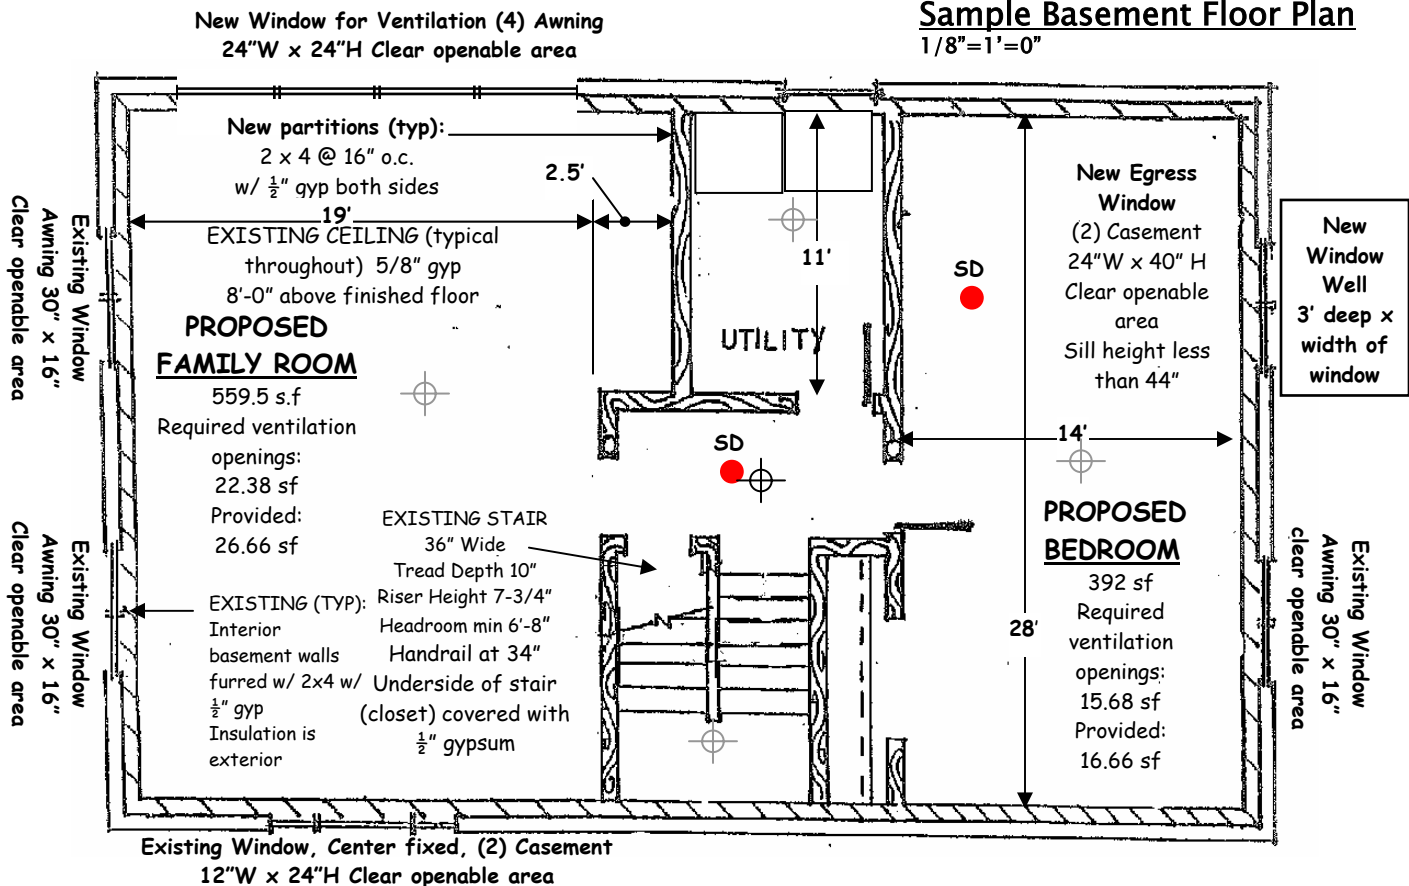 New Window for Ventilation (4) Awning
24”W x 24”H Clear openable area
Sample Basement Floor Plan
1/8”=1’=0”
New partitions (typ):
2 x 4 @ 16” o.c.
w/ ½” gyp both sides
2.5’
19’
EXISTING CEILING (typical
throughout) 5/8” gyp
8’-0” above finished floor
PROPOSED
FAMILY ROOM
559.5 s.f
Required ventilation
openings:
22.38 sf
Provided:
26.66 sf
Existing Window
Awning 30” x 16”
Clear openable area
Existing Window
Awning 30” x 16”
Clear openable area
EXISTING (TYP):
Interior
basement walls
furred w/ 2x4 w/
½” gyp
Insulation is
exterior
EXISTING STAIR
36” Wide
Tread Depth 10”
Riser Height 7-3/4”
Headroom min 6’-8”
Handrail at 34”
Underside of stair
(closet) covered with
½” gypsum
11’
UTILITY
SD
SD
New Egress
Window
(2) Casement
24”W x 40” H
Clear openable
area
Sill height less
than 44”
14’
28’
PROPOSED
BEDROOM
392 sf
Required
ventilation
openings:
15.68 sf
Provided:
16.66 sf
New
Window
Well
3’ deep x
width of
window
Existing Window
Awning 30” x 16”
clear openable area
Existing Window, Center fixed, (2) Casement
12”W x 24”H Clear openable area